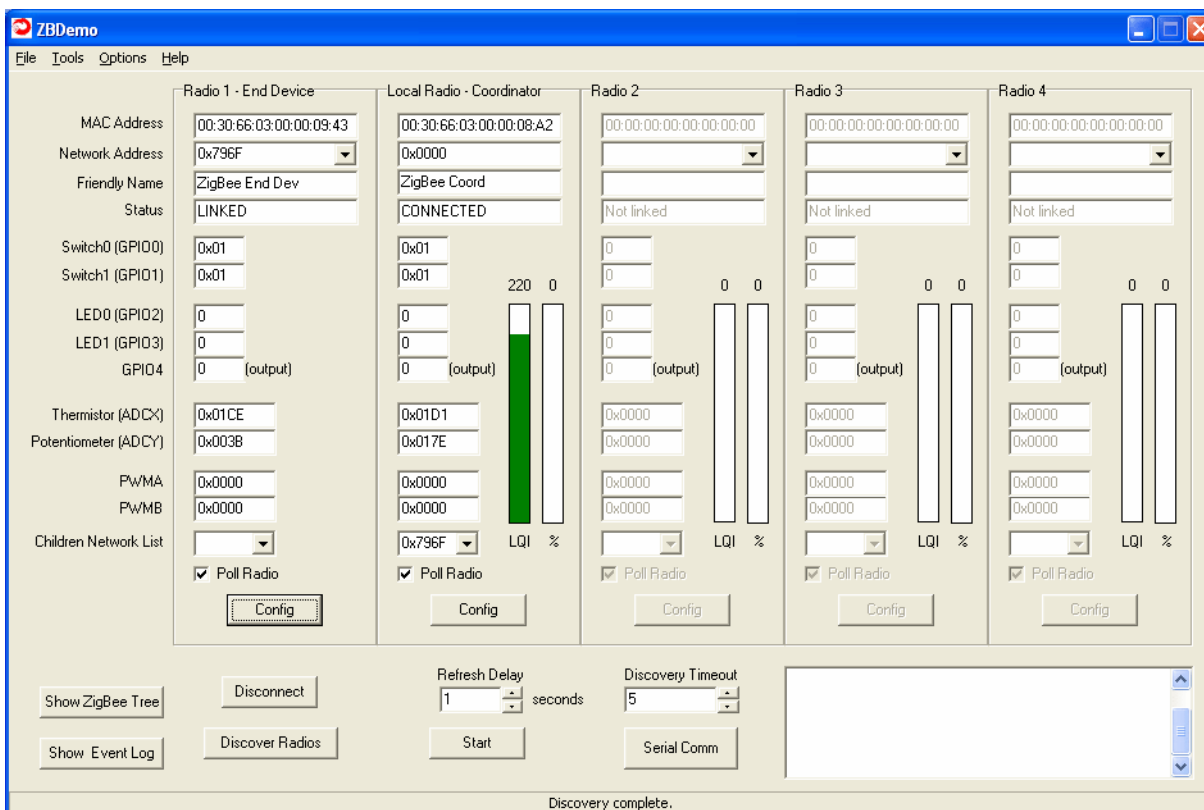 ZBDemo
File Tools Options Help
Radio 1 - End Device Local Radio - Coordinator Radio 2 Radio 3 Radio 4
MAC Address 00:30:66:03:00:00:09:43 00:30:66:03:00:00:08:A2 00:00:00:00:00:00:00:00 00:00:00:00:00:00:00:00 00:00:00:00:00:00:00:00
Network Address 0x796F 0x0000
Friendly Name ZigBee End Dev ZigBee Coord
Status LINKED CONNECTED Not linked Not linked Not linked
Switch0 (GPIO0) 0x01 0x01 0 0 0
Switch1 (GPIO1) 0x01 0x01 0 0 0
220 0 0 0 0 0 0 0
LED0 (GPIO2) 0 0 0 0 0
LED1 (GPIO3) 0 0 0 0 0
GPIO4 0 (output) 0 (output) 0 (output) 0 (output) 0 (output)
Thermistor (ADCX) 0x01CE 0x01D1 0x0000 0x0000 0x0000
Potentiometer (ADCY) 0x003B 0x017E 0x0000 0x0000 0x0000
PWMA 0x0000 0x0000 0x0000 0x0000 0x0000
PWMB 0x0000 0x0000 0x0000 0x0000 0x0000
Children Network List 0x796F LQI % LQI % LQI % LQI %
Poll Radio Poll Radio Poll Radio Poll Radio Poll Radio
Config Config Config Config Config
Refresh Delay Discovery Timeout
Show ZigBee Tree Disconnect 1 seconds 5
Show Event Log Discover Radios Start Serial Comm
Discovery complete.